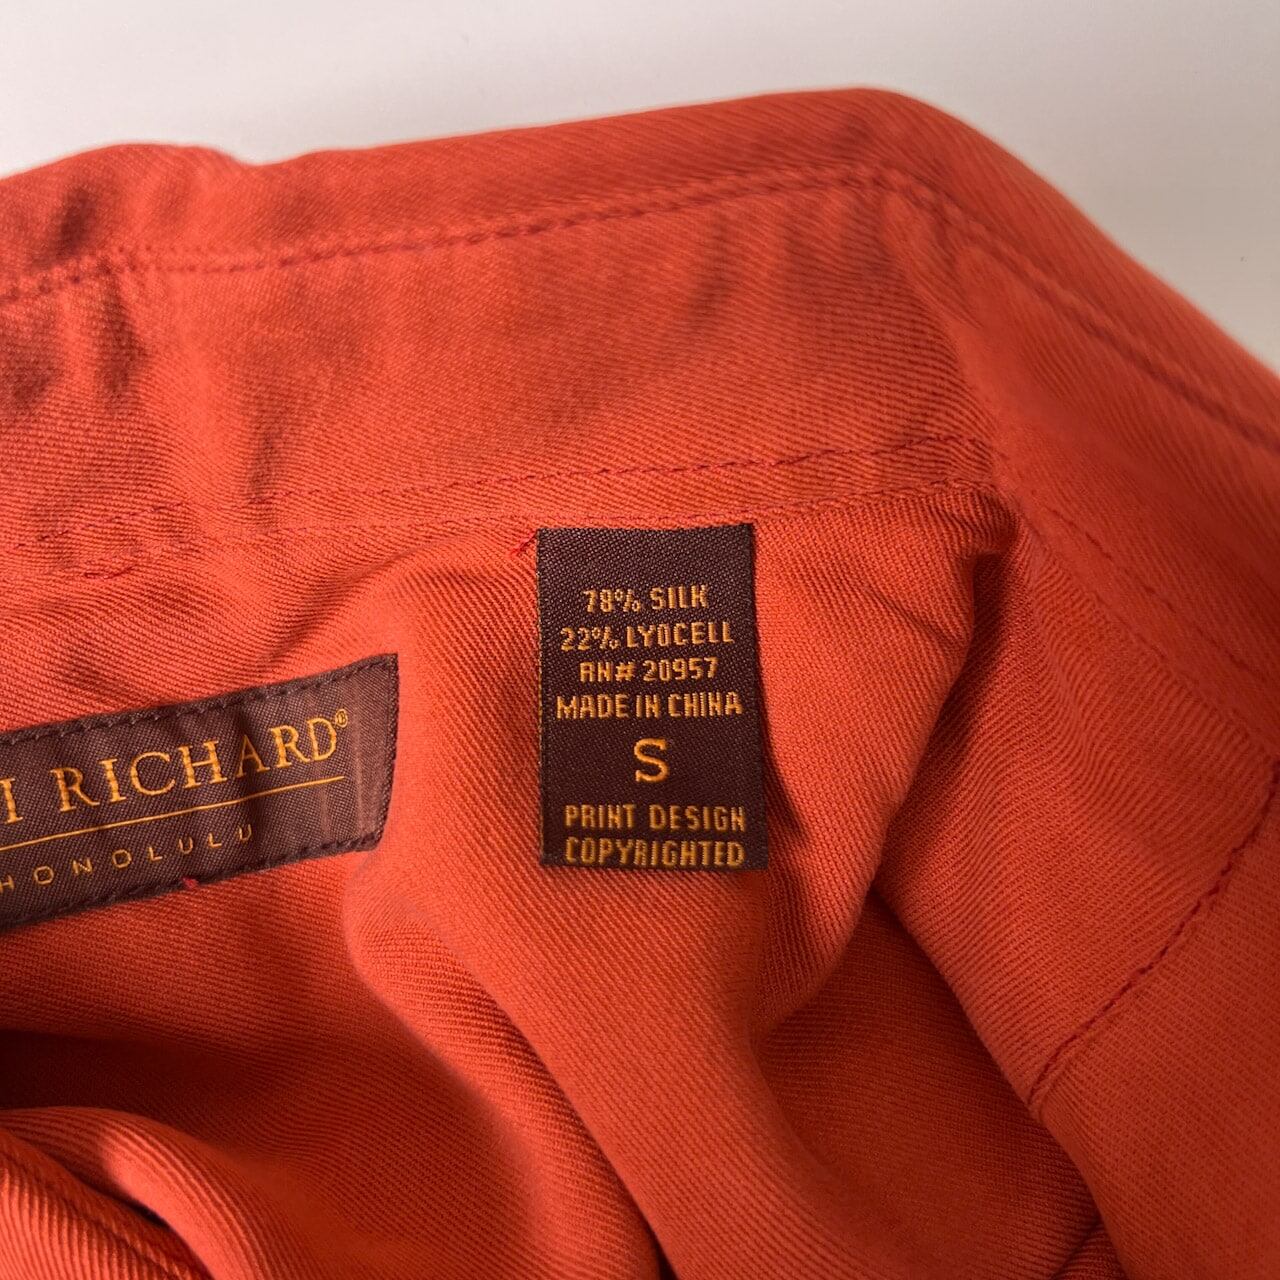 I RICHARD®
HONOLULU
78% SILK
22% LYOCELL
RN# 20957
MADE IN CHINA
S
PRINT DESIGN
COPYRIGHTED